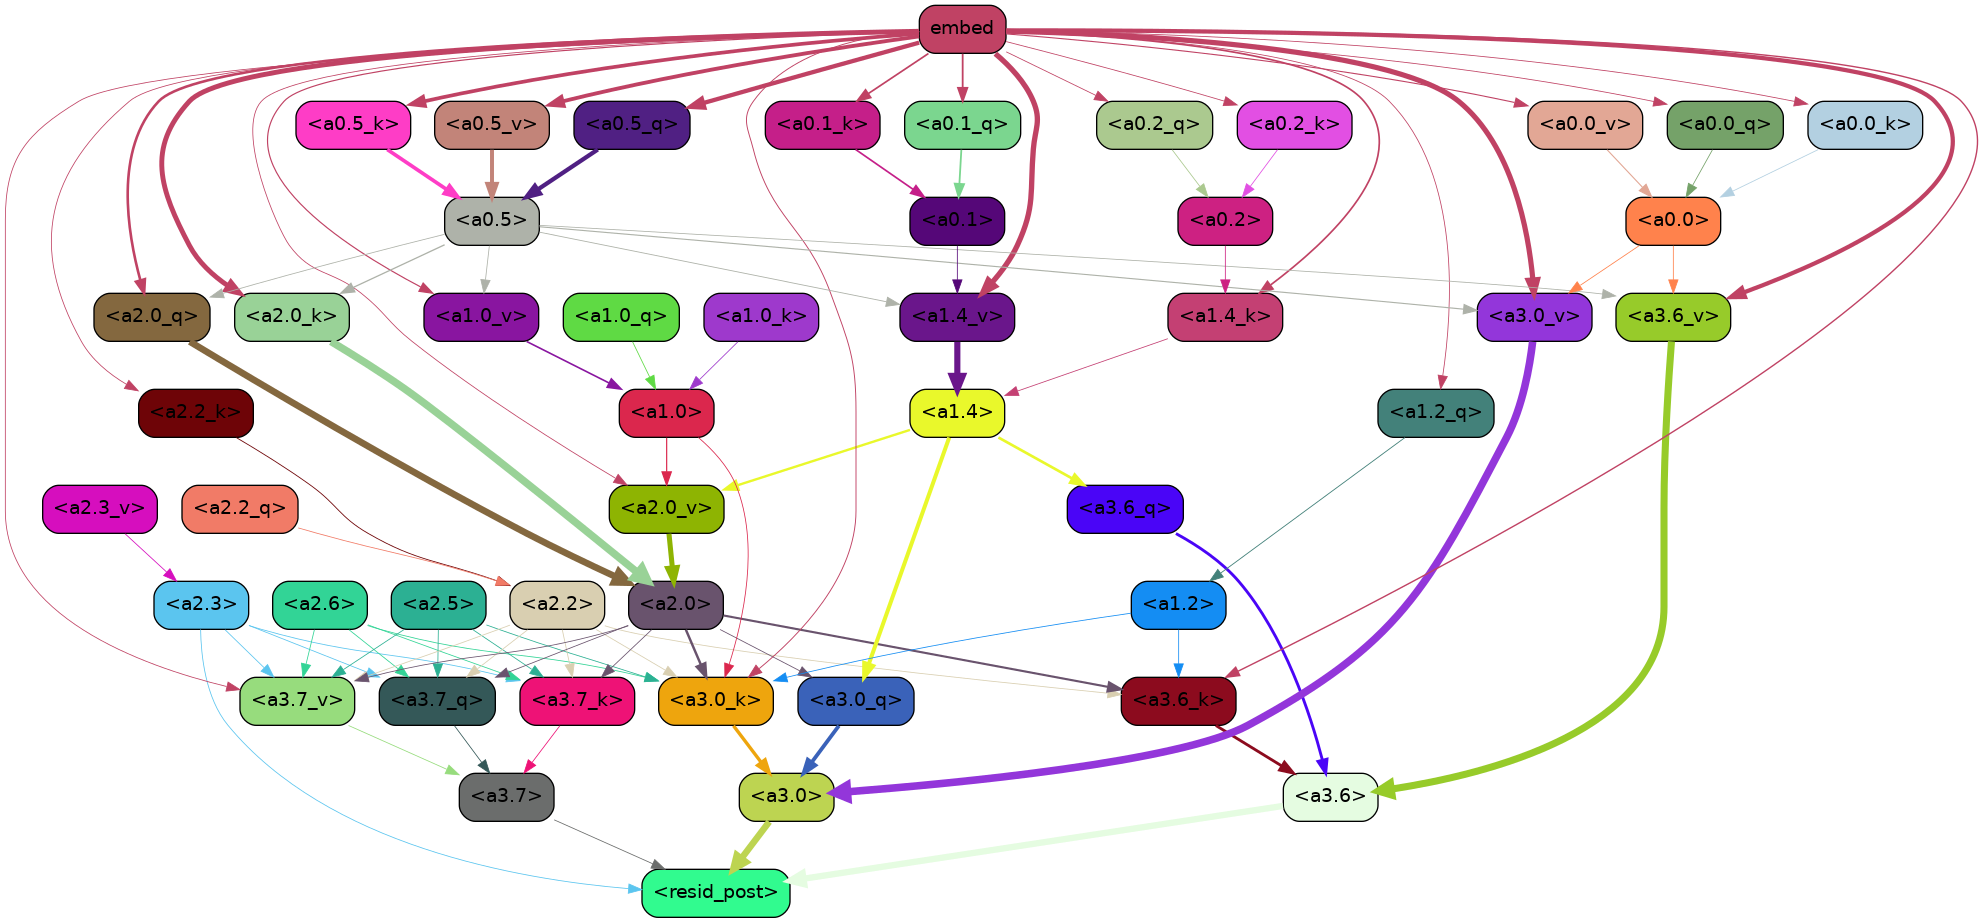 embed
<a0.5_k> <a0.5_v> <a0.5_q> <a0.1_k> <a0.1_q> <a0.2_q> <a0.2_k> <a0.0_v> <a0.0_q> <a0.0_k>
<a0.5> <a0.1> <a0.2> <a0.0>
<a2.0_q> <a2.0_k> <a1.0_v> <a1.0_q> <a1.0_k> <a1.4_v> <a1.4_k> <a3.0_v> <a3.6_v>
<a2.2_k> <a1.0> <a1.4> <a1.2_q>
<a2.3_v> <a2.2_q> <a2.0_v> <a3.6_q>
<a2.3> <a2.6> <a2.5> <a2.2> <a2.0> <a1.2>
<a3.7_v> <a3.7_q> <a3.7_k> <a3.0_k> <a3.0_q> <a3.6_k>
<a3.7> <a3.0> <a3.6>
<resid_post>